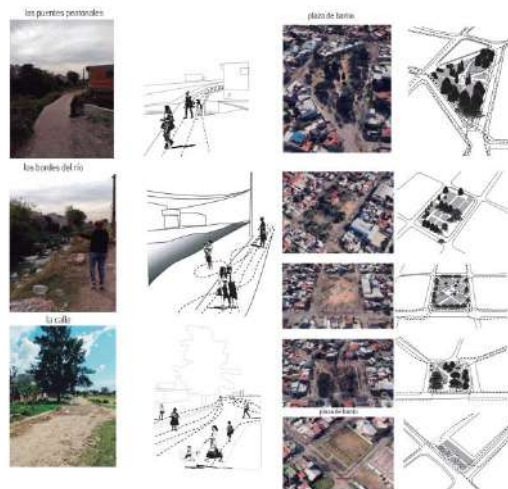 los puentes peatonales
los bordes del río
la calle
plaza de barrio
plaza de barrio